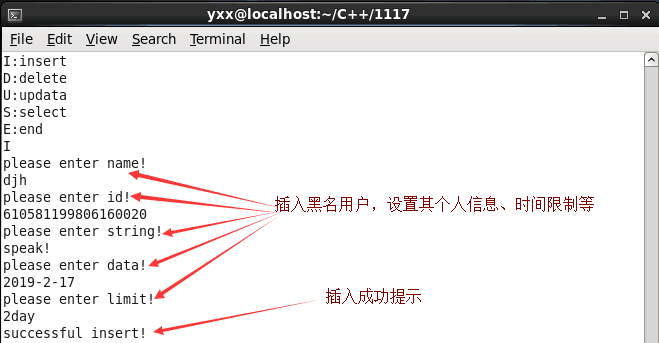 yxx@localhost:~/C++/1117
File Edit View Search Terminal Help
I:insert
D:delete
U:updata
S:select
E:end
I
please enter name!
djh
please enter id!
插入黑名用户，设置其个人信息、时间限制等
610581199806160020
please enter string!
speak!
please enter data!
2019-2-17
please enter limit!
插入成功提示
2day
successful insert!